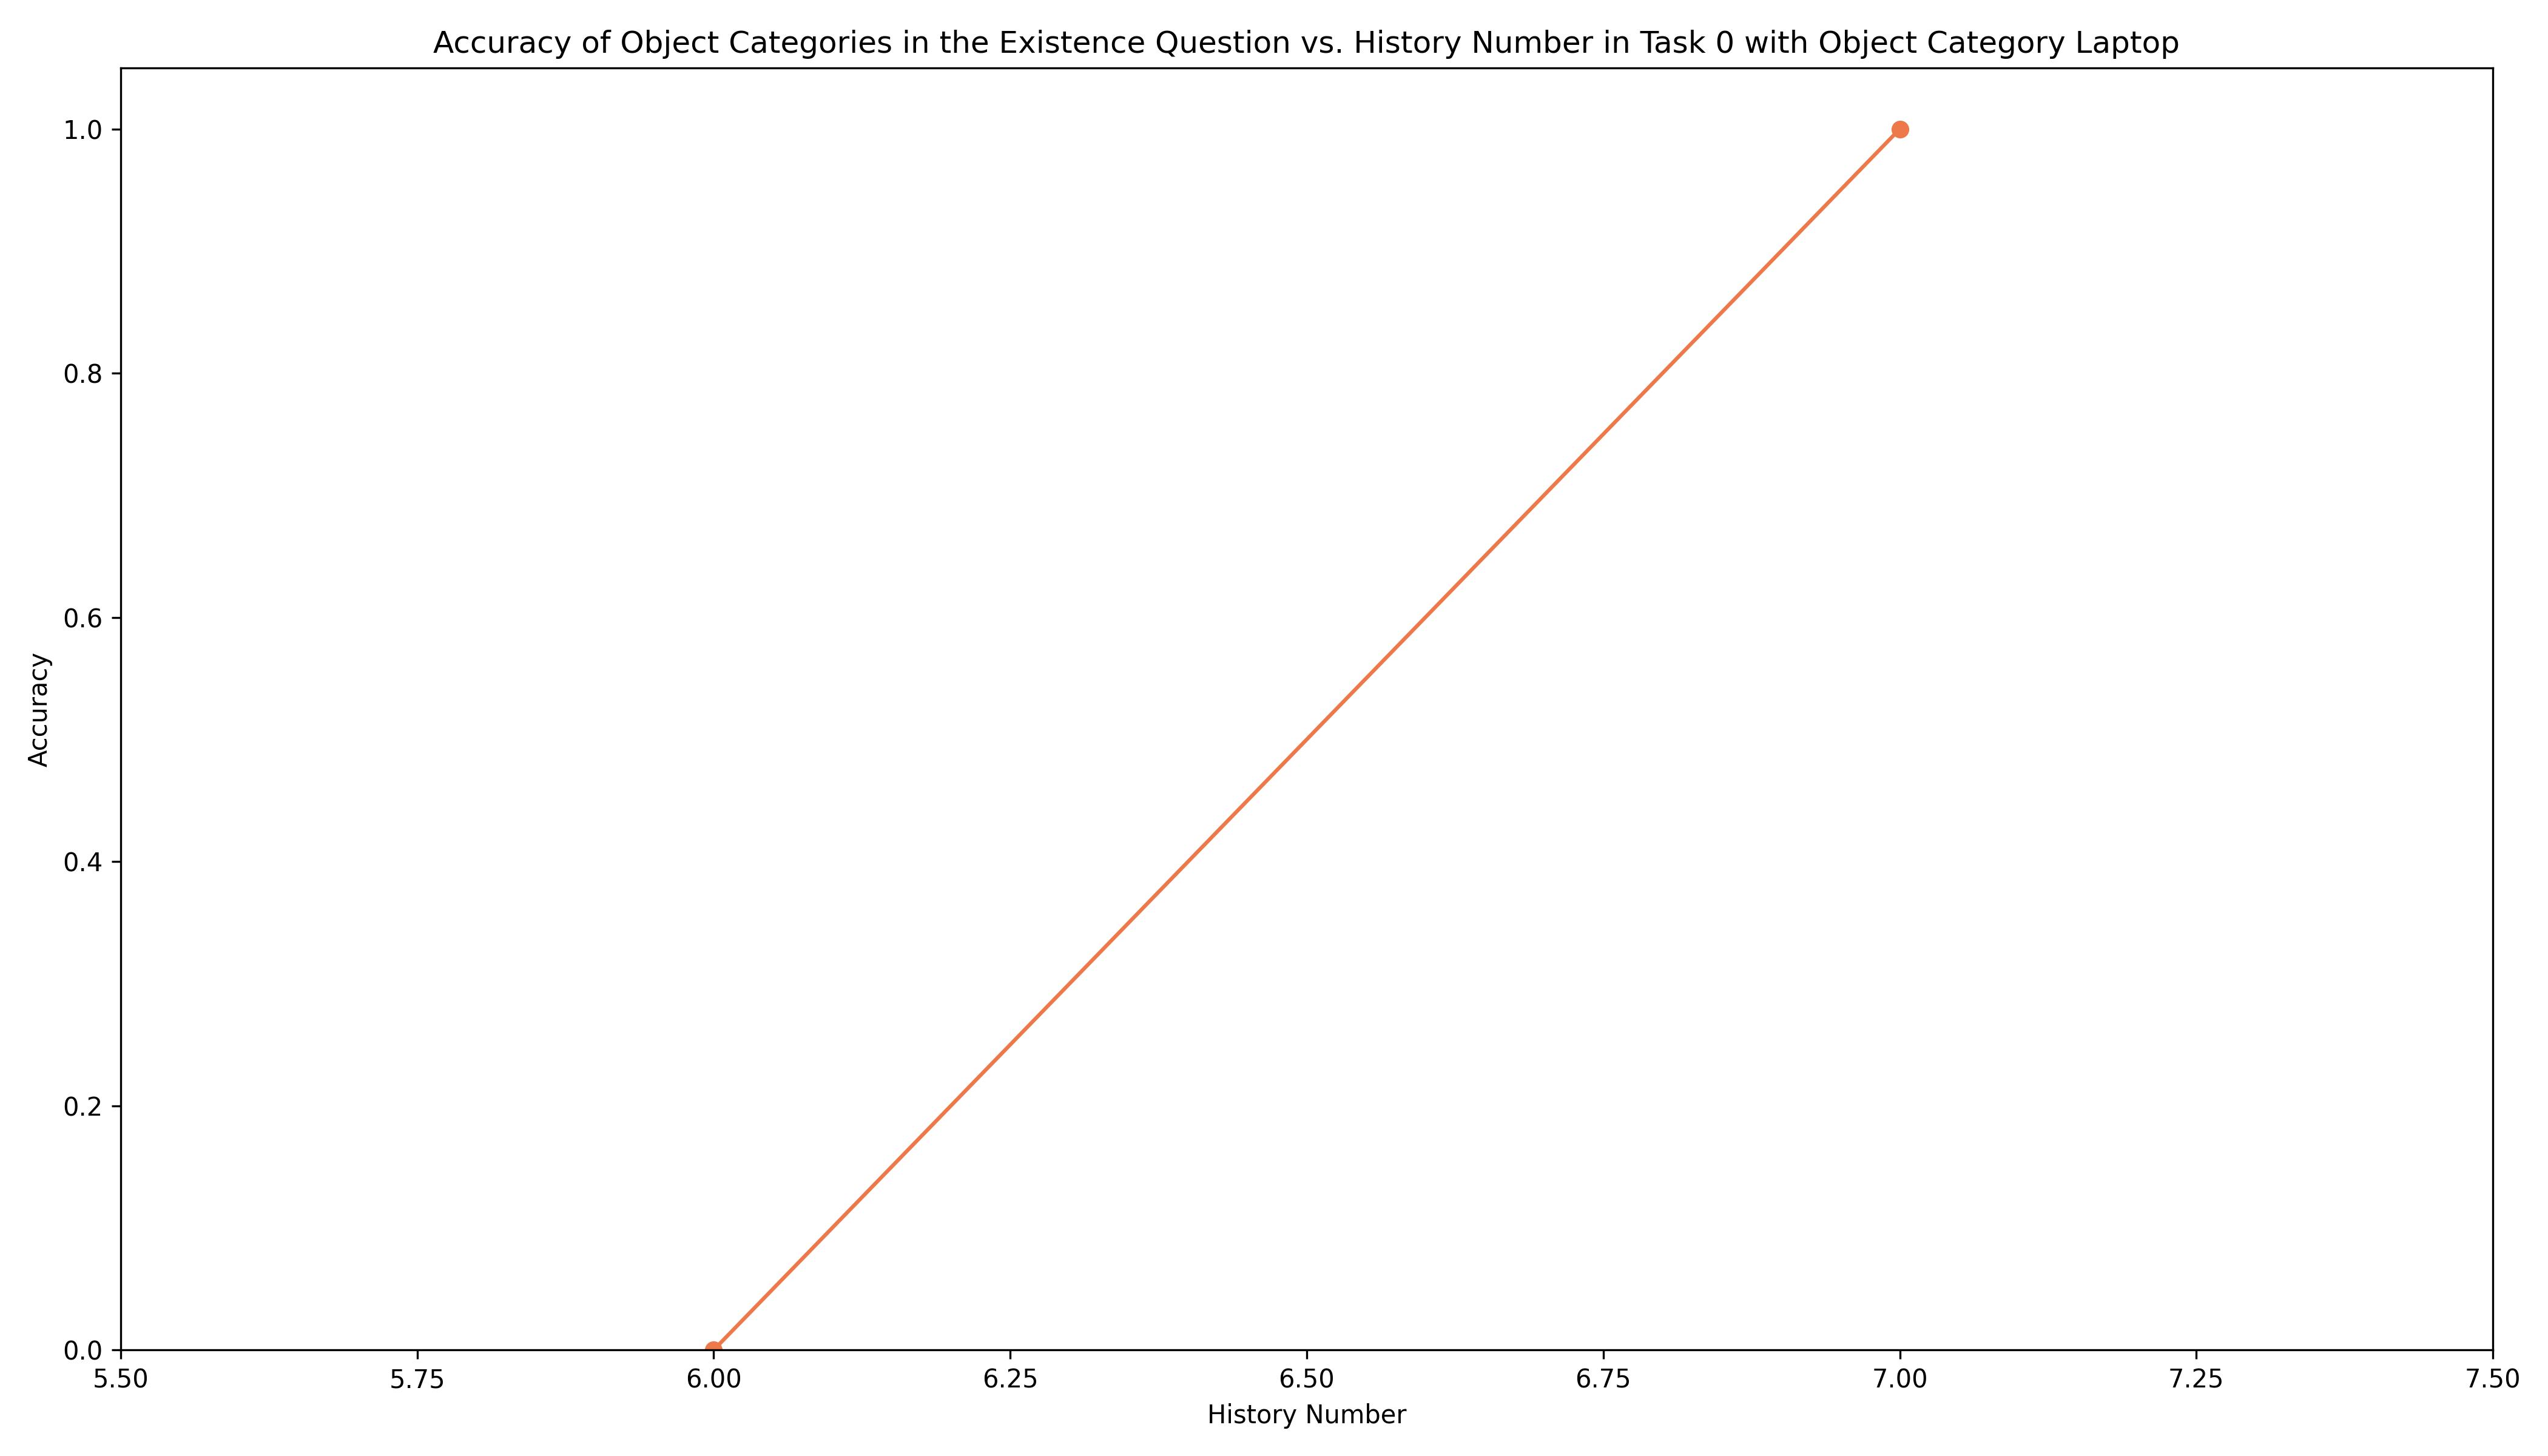 Accuracy of Object Categories in the Existence Question vs. History Number in Task 0 with Object Category Laptop
1.0
0.8
0.6
0.4
0.2
0.0
Accuracy
5.50 5.75 6.00 6.25 6.50 6.75 7.00 7.25 7.50
History Number